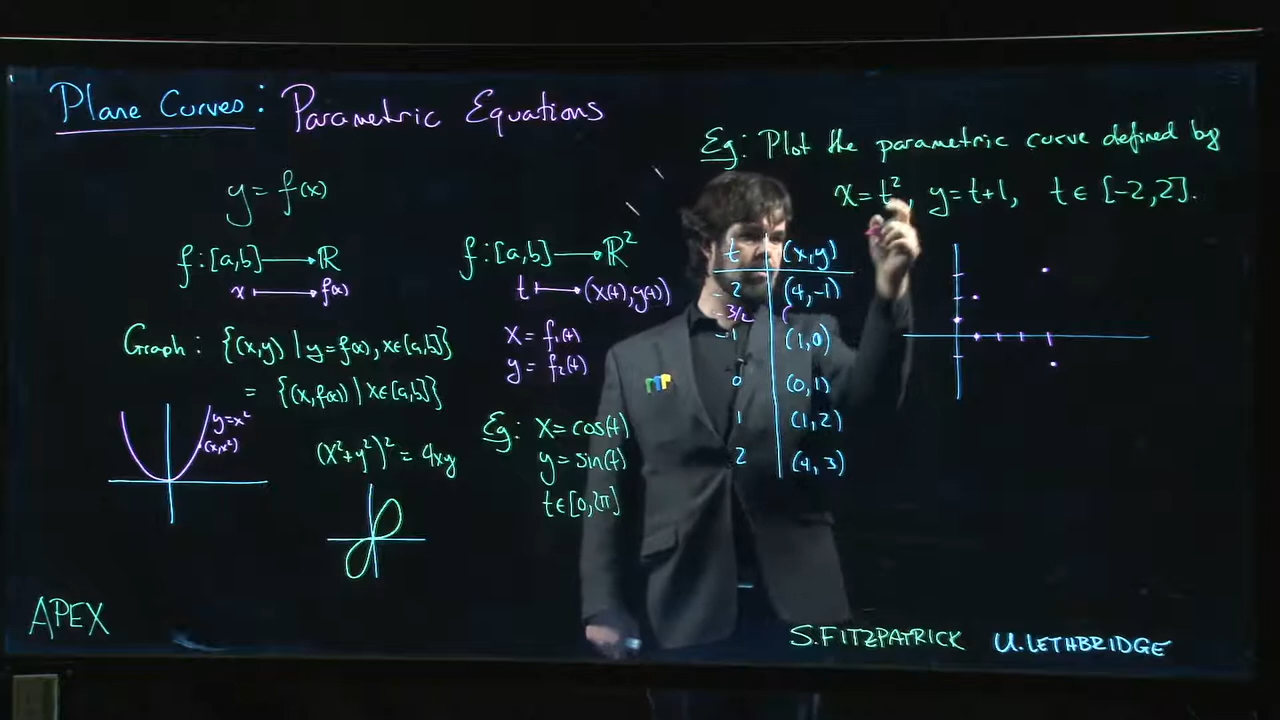 Plane Curves: Parametric Equations
y = f(x)
f: [a,b] ⟶ ℝ
x ⟼ f(x)
Graph: {(x,y) | y=f(x), x∈[a,b]}
= {(x,f(x)) | x∈[a,b]}
y=x²
(x,x²)
(x²+y²)² = 4xy
f: [a,b] ⟶ ℝ²
t ⟼ (x(t),y(t))
x = f₁(t)
y = f₂(t)
Eg: x = cos(t)
y = sin(t)
t∈[0,2π]
Eg: Plot the parametric curve defined by
x = t², y = t+1, t ∈ [-2,2].
t (x,y)
-2 (4,-1)
-3/2 (
-1 (1,0)
0 (0,1)
1 (1,2)
2 (4,3)
APEX
S.FITZPATRICK U.LETHBRIDGE